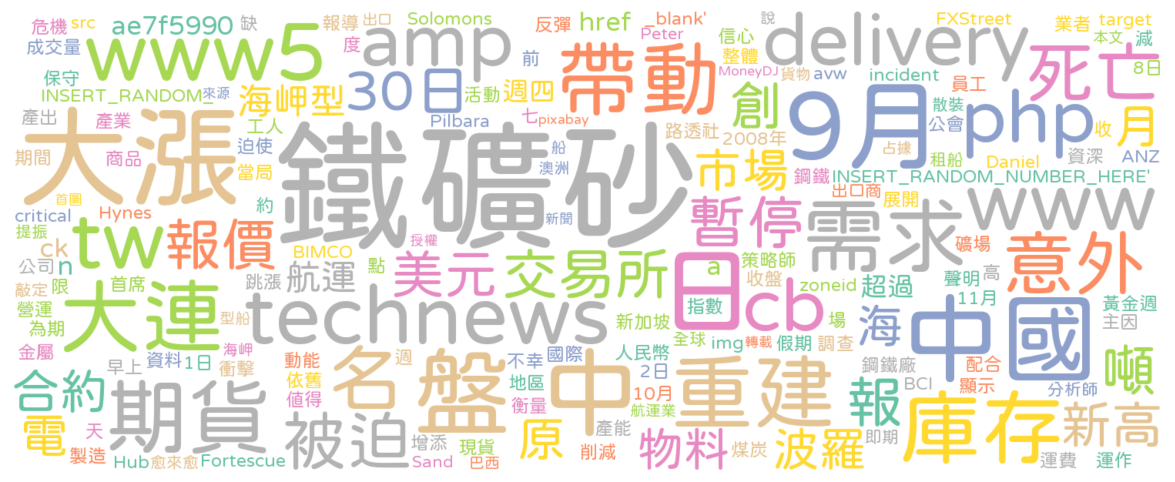 危機 src ae7f5990 缺 報導 出口 Solomons 反彈 href _blank' 信心 FXStreet 業者 target
成交量 www5 度 amp 前 Peter 整體 delivery 說 本文 減
保守 來源 30日 活動 週四 帶動 MoneyDJ 貨物 avw incident 員工 死亡 8日
INSERT_RANDOM_ 海岬型 Pilbara 七 pixabay 創 9月 散裝 php 月
產出 產業 大漲 工人 鐵礦砂 船 路透社 2008年 公會 占據 收
期間 商品 迫使 澳洲 市場 鋼鐵 租船 Daniel 資深 ANZ
當局 INSERT_RANDOM_NUMBER_HERE'
首圖 約 新聞 暫停 出口商 需求 展開 www
critical Hynes 授權
提振 tw 報價 BIMCO 日 a 策略師 礦場 意外
ck 公司 n 航運 點 美元 交易所 收盤 cb 聲明 高
敲定 限 首席 跳漲 指數 zoneid 超過 11月 黃金週
營運 大連 technews 新加坡 場 海 中國 主因
為期 型船 全球
金屬 海岬 img 轉載 假期 調查
早上 資料 1日 衝擊 動能 週 不幸 國際 人民幣 2日 鋼鐵廠 配合 噸
合約 期貨 依舊 名 盤中 地區 重建 報 BCI 顯示 分析師
值得 衡量 10月 航運業 庫存
電 天 被迫 增添 現貨 原 產能 物料 煤炭 波羅 即期 新高
製造 Hub 愈來愈 Fortescue Sand 巴西 削減 運費 運作